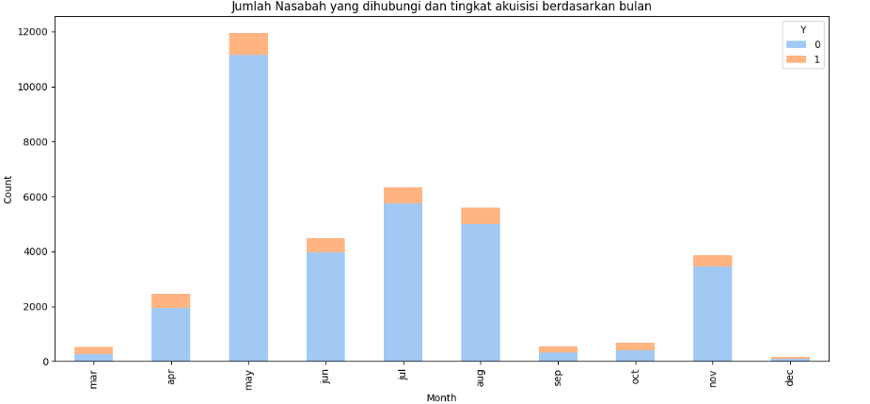 Jumlah Nasabah yang dihubungi dan tingkat akuisisi berdasarkan bulan
Y
0
1
12000
10000
8000
6000
4000
2000
0
Count
mar
apr
may
jun
jul
aug
sep
oct
nov
dec
Month